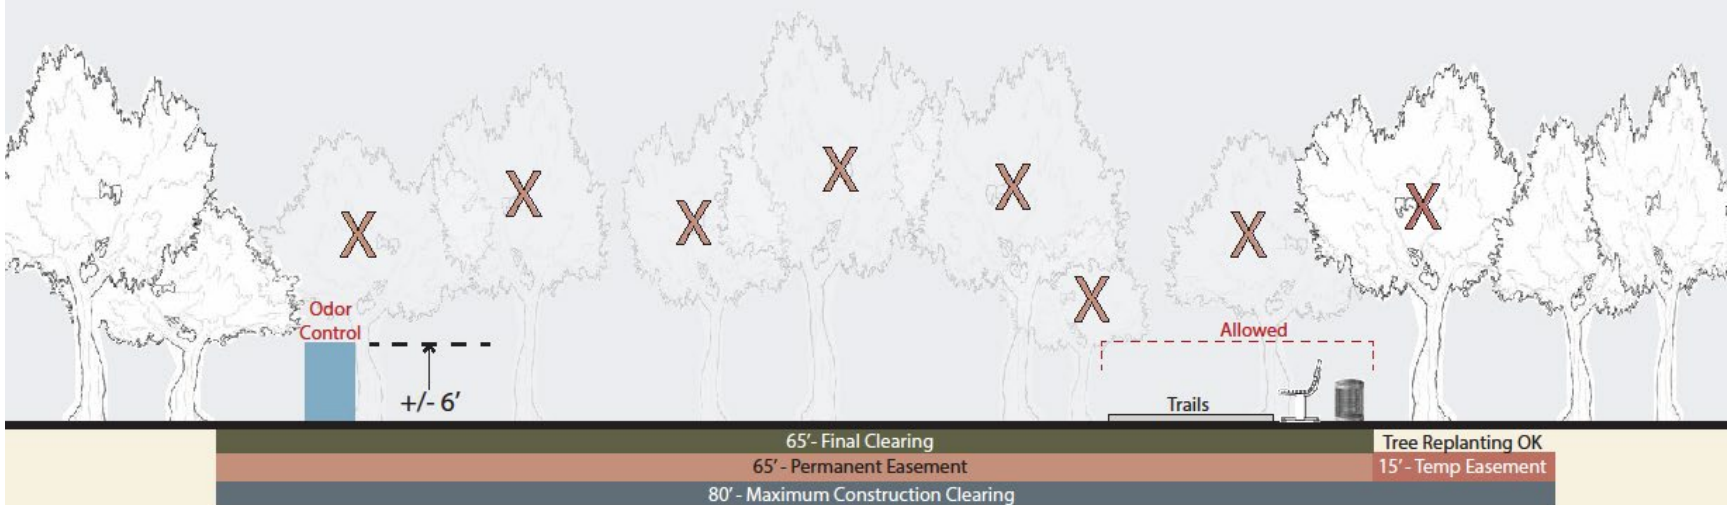 Odor
Control
+/- 6'
Allowed
Trails
65'- Final Clearing
Tree Replanting OK
65' - Permanent Easement
15' - Temp Easement
80' - Maximum Construction Clearing
X
X
X
X
X
X
X
X